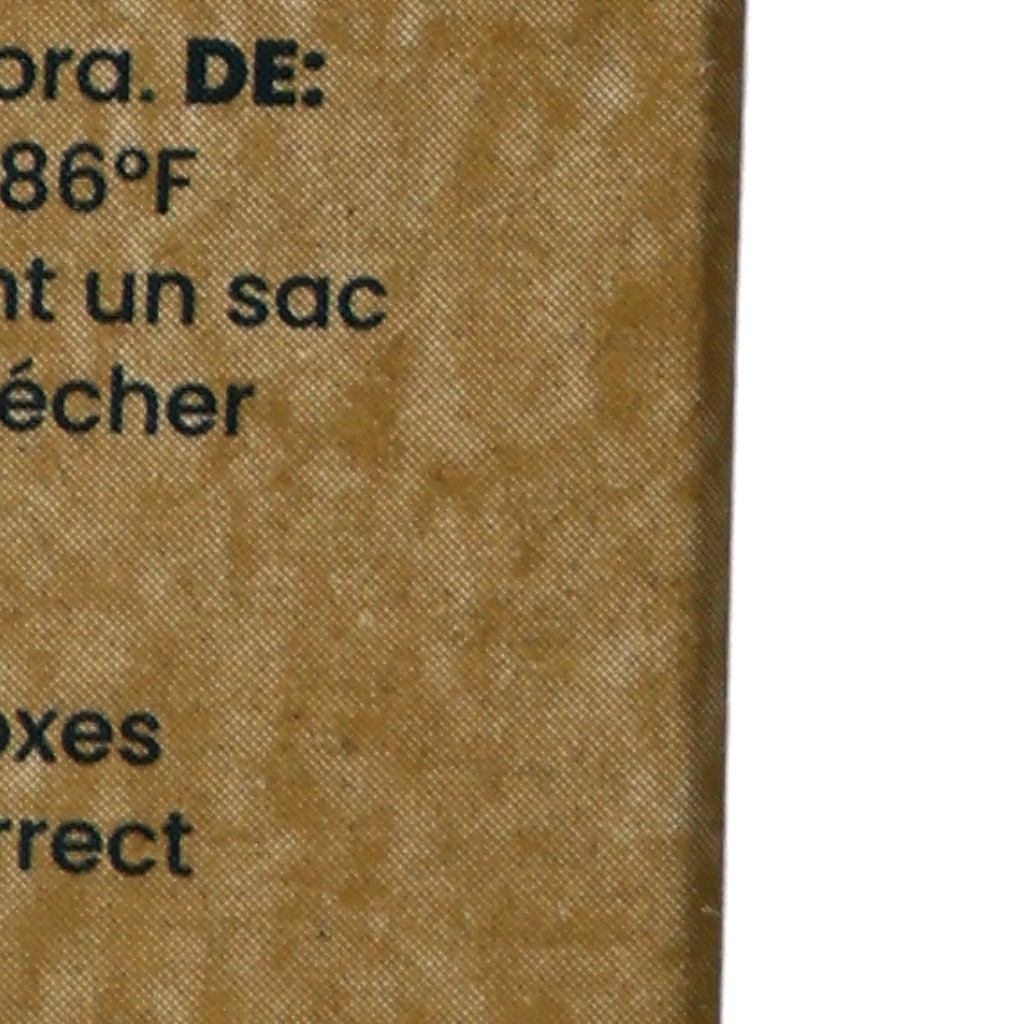 ora. DE:
86°F
nt un sac
écher
oxes
rrect